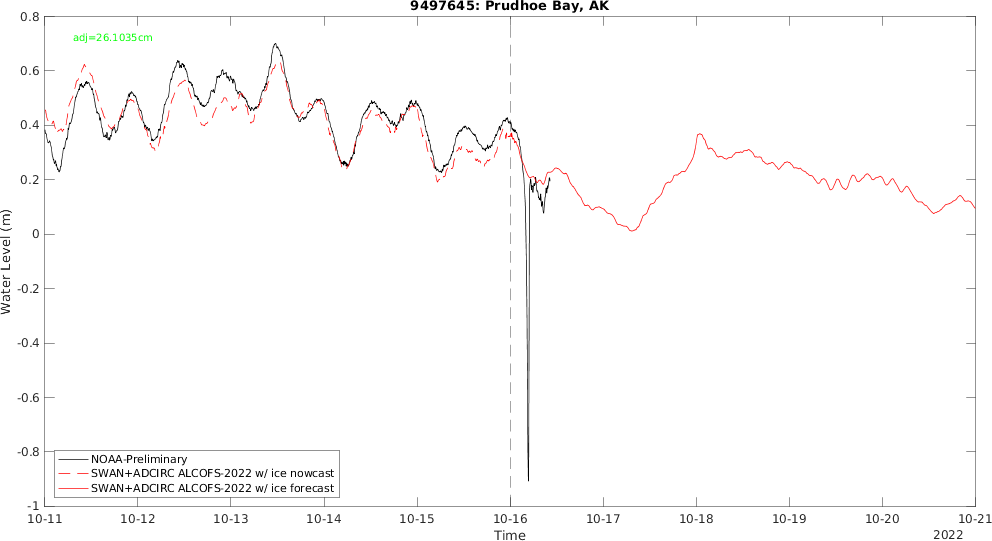 9497645: Prudhoe Bay, AK
adj=26.1035cm
0.8
0.6
0.4
0.2
0
-0.2
-0.4
-0.6
-0.8
-1
Water Level (m)
NOAA-Preliminary
SWAN+ADCIRC ALCOFS-2022 w/ ice nowcast
SWAN+ADCIRC ALCOFS-2022 w/ ice forecast
10-11 10-12 10-13 10-14 10-15 10-16 10-17 10-18 10-19 10-20 10-21
Time
2022